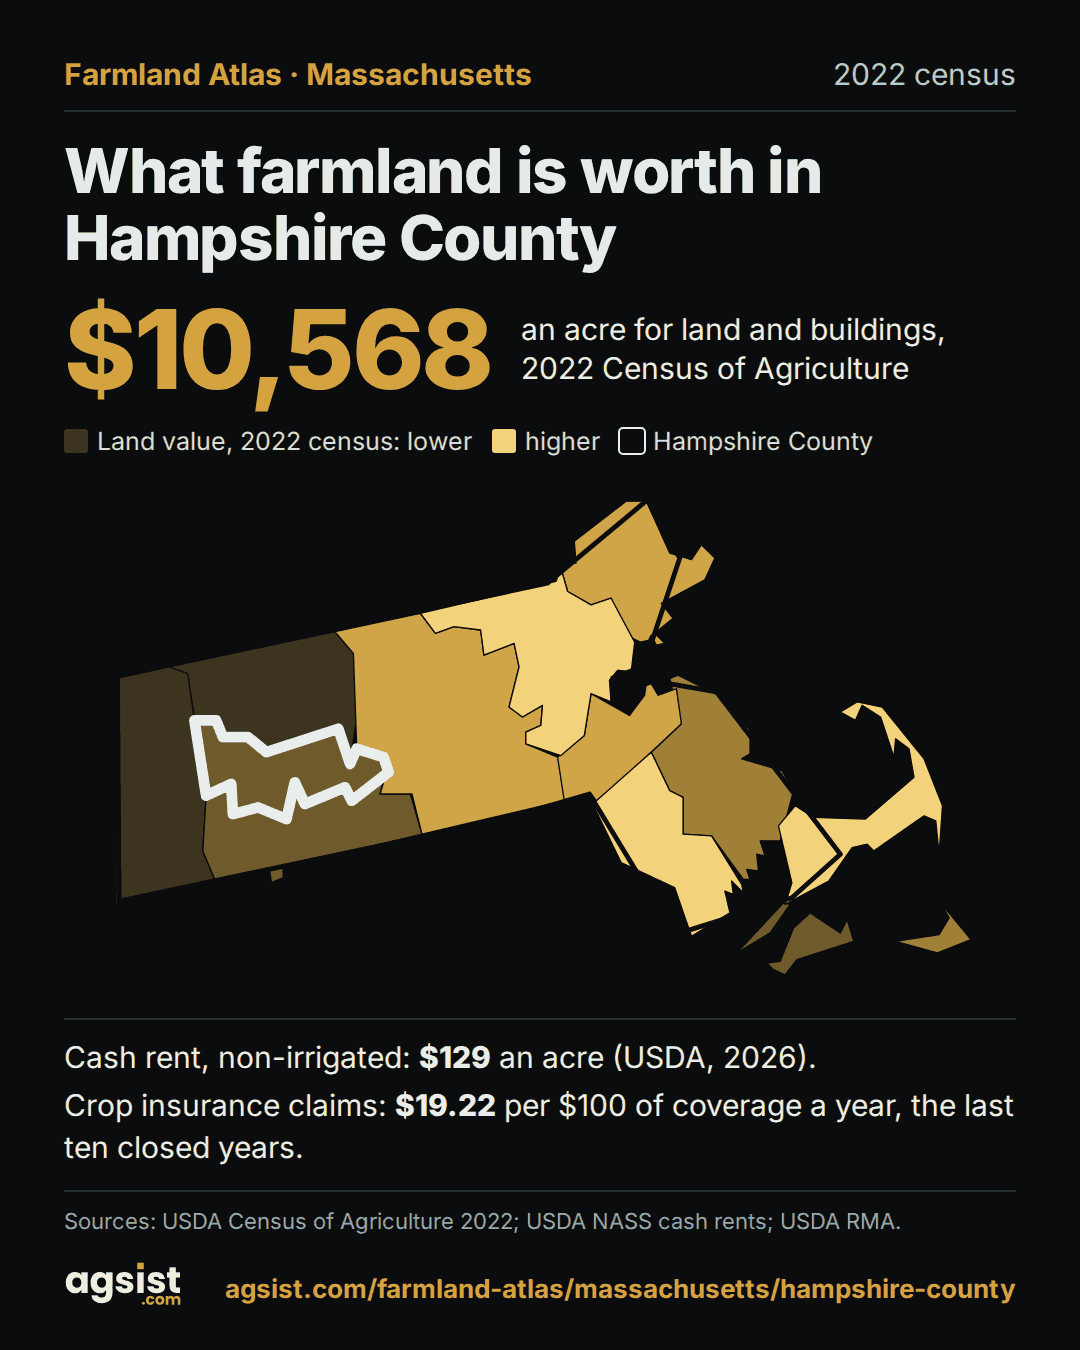 Farmland Atlas · Massachusetts
2022 census
What farmland is worth in
Hampshire County
$10,568
an acre for land and buildings,
2022 Census of Agriculture
Land value, 2022 census: lower
higher
Hampshire County
Cash rent, non-irrigated: $129 an acre (USDA, 2026).
Crop insurance claims: $19.22 per $100 of coverage a year, the last
ten closed years.
Sources: USDA Census of Agriculture 2022; USDA NASS cash rents; USDA RMA.
agsist
.com
agsist.com/farmland-atlas/massachusetts/hampshire-county